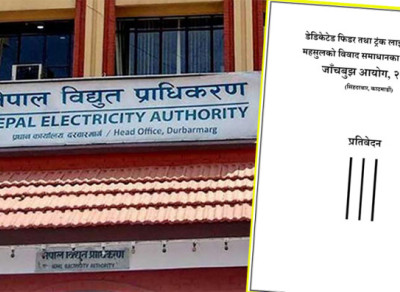 नेपाल विद्युत प्राधिकरण
NEPAL ELECTRICITY AUTHORITY
प्रधान कार्यालय दरबारमार्ग / Head Office, Durbarmarg
नेपाल विद्युत प्राधिकरण
NEPAL ELECTRICITY AUTHORITY
डेडिकेटेड फिडर तथा ट्रंक
महसुलको विवाद समाधानका
जाँचबुझ आयोग, २
(सिंहदरबार, काठमाडौं)
प्रतिवेदन